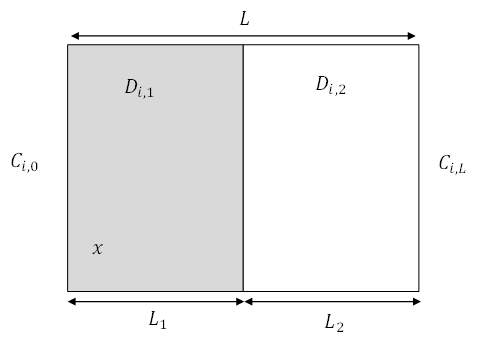 L
D_{i,1}
D_{i,2}
C_{i,0}
C_{i,L}
x
L_1
L_2